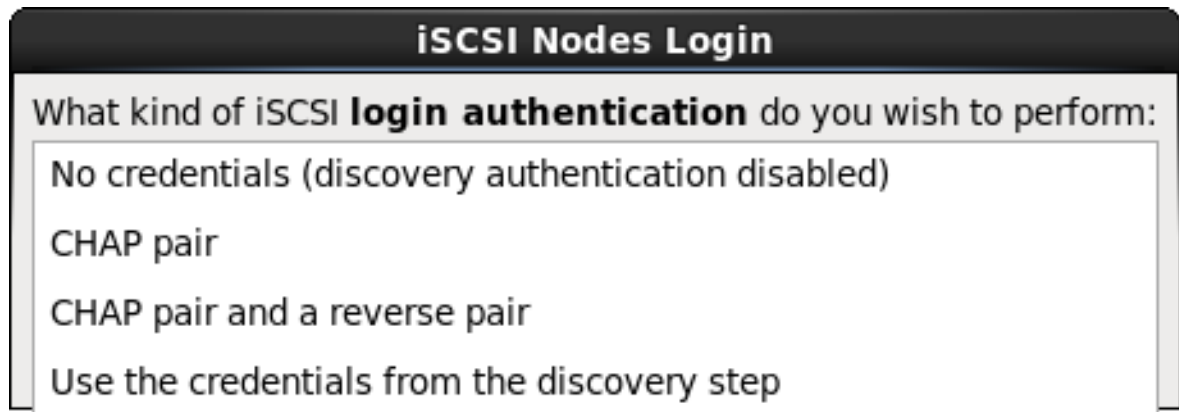 iSCSI Nodes Login
What kind of iSCSI login authentication do you wish to perform:
No credentials (discovery authentication disabled)
CHAP pair
CHAP pair and a reverse pair
Use the credentials from the discovery step